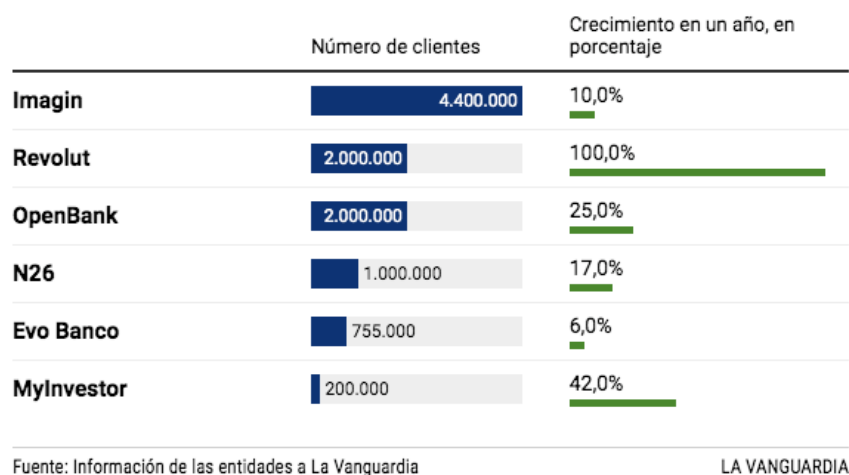 Número de clientes
Crecimiento en un año, en
porcentaje
Imagin 4.400.000 10,0%
Revolut 2.000.000 100,0%
OpenBank 2.000.000 25,0%
N26 1.000.000 17,0%
Evo Banco 755.000 6,0%
MyInvestor 200.000 42,0%
Fuente: Información de las entidades a La Vanguardia LA VANGUARDIA